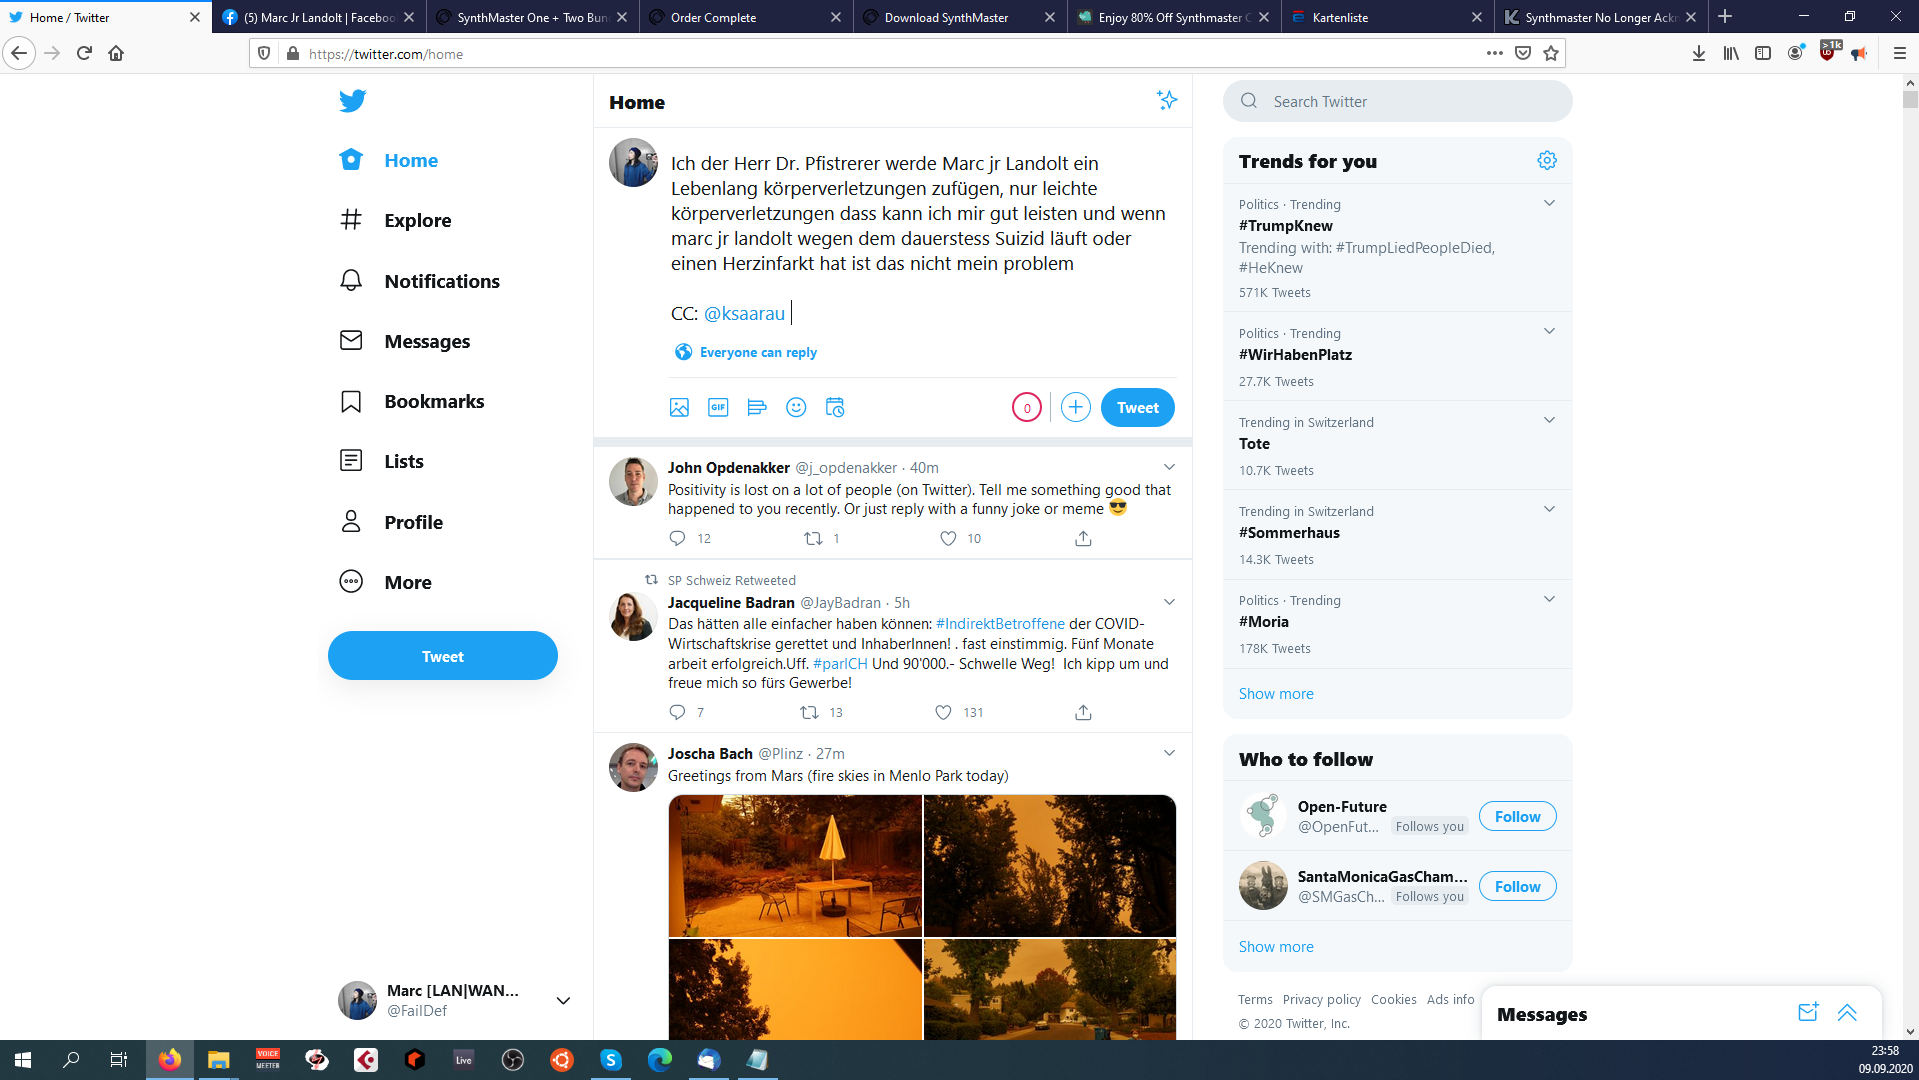 Home / Twitter
(5) Marc Jr Landolt | Facebook
SynthMaster One + Two Bun
Order Complete
Download SynthMaster
Enjoy 80% Off Synthmaster C
Kartenliste
Synthmaster No Longer Ackn
https://twitter.com/home
>1k
Home
Explore
Notifications
Messages
Bookmarks
Lists
Profile
More
Tweet
Marc [LAN|WAN...
@FailDef
Home
Ich der Herr Dr. Pfistrerer werde Marc jr Landolt ein
Lebenlang körperverletzungen zufügen, nur leichte
körperverletzungen dass kann ich mir gut leisten und wenn
marc jr landolt wegen dem dauerstess Suizid läuft oder
einen Herzinfarkt hat ist das nicht mein problem
CC: @ksaarau
Everyone can reply
GIF
0
Tweet
John Opdenakker @j_opdenakker · 40m
Positivity is lost on a lot of people (on Twitter). Tell me something good that
happened to you recently. Or just reply with a funny joke or meme 😎
12 1 10
SP Schweiz Retweeted
Jacqueline Badran @JayBadran · 5h
Das hätten alle einfacher haben können: #IndirektBetroffene der COVID-
Wirtschaftskrise gerettet und InhaberInnen! . fast einstimmig. Fünf Monate
arbeit erfolgreich.Uff. #parlCH Und 90'000.- Schwelle Weg!  Ich kipp um und
freue mich so fürs Gewerbe!
7 13 131
Joscha Bach @Plinz · 27m
Greetings from Mars (fire skies in Menlo Park today)
Search Twitter
Trends for you
Politics · Trending
#TrumpKnew
Trending with: #TrumpLiedPeopleDied,
#HeKnew
571K Tweets
Politics · Trending
#WirHabenPlatz
27.7K Tweets
Trending in Switzerland
Tote
10.7K Tweets
Trending in Switzerland
#Sommerhaus
14.3K Tweets
Politics · Trending
#Moria
178K Tweets
Show more
Who to follow
Open-Future
@OpenFut... Follows you
Follow
SantaMonicaGasCham...
@SMGasCh... Follows you
Follow
Show more
Terms Privacy policy Cookies Ads info
© 2020 Twitter, Inc.
Messages
VOICE
MEETER
Live
23:58
09.09.2020